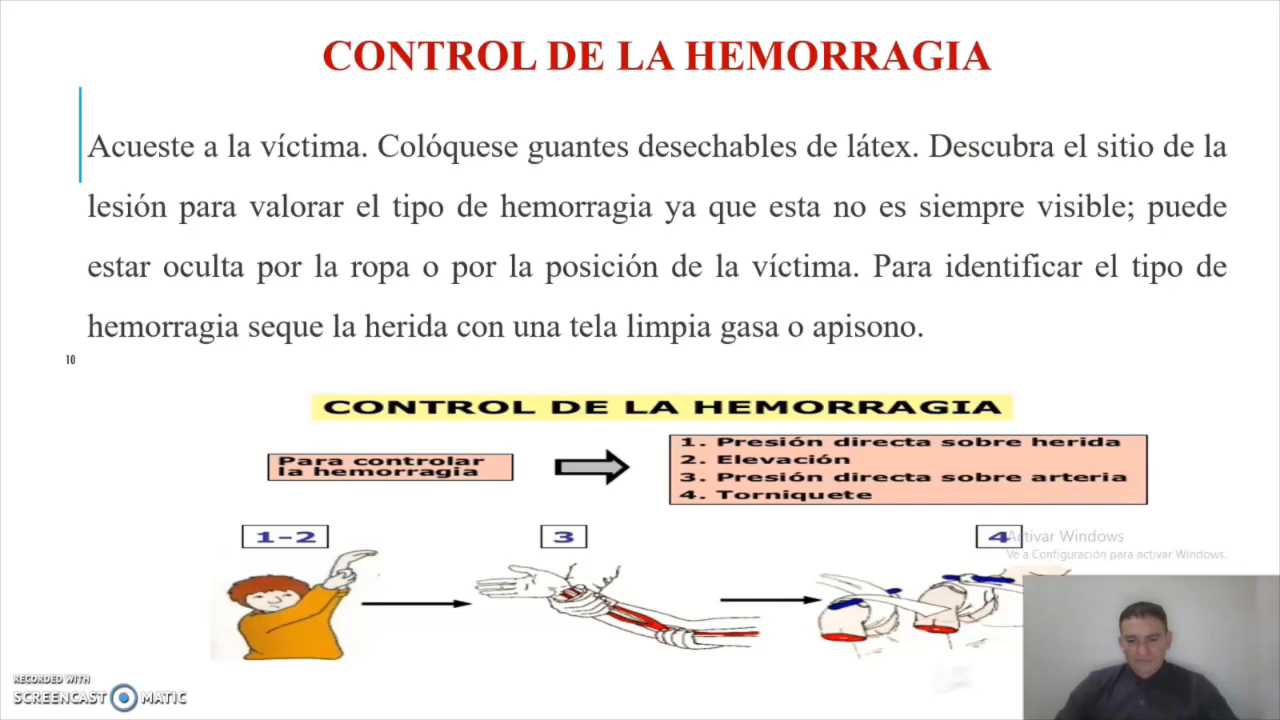 CONTROL DE LA HEMORRAGIA
Acueste a la víctima. Colóquese guantes desechables de látex. Descubra el sitio de la
lesión para valorar el tipo de hemorragia ya que esta no es siempre visible; puede
estar oculta por la ropa o por la posición de la víctima. Para identificar el tipo de
hemorragia seque la herida con una tela limpia gasa o apisono.
10
CONTROL DE LA HEMORRAGIA
Para controlar
la hemorragia
1. Presión directa sobre herida
2. Elevación
3. Presión directa sobre arteria
4. Torniquete
1-2
3
4
Activar Windows
Ve a Configuración para activar Windows.
RECORDED WITH
SCREENCAST MATIC